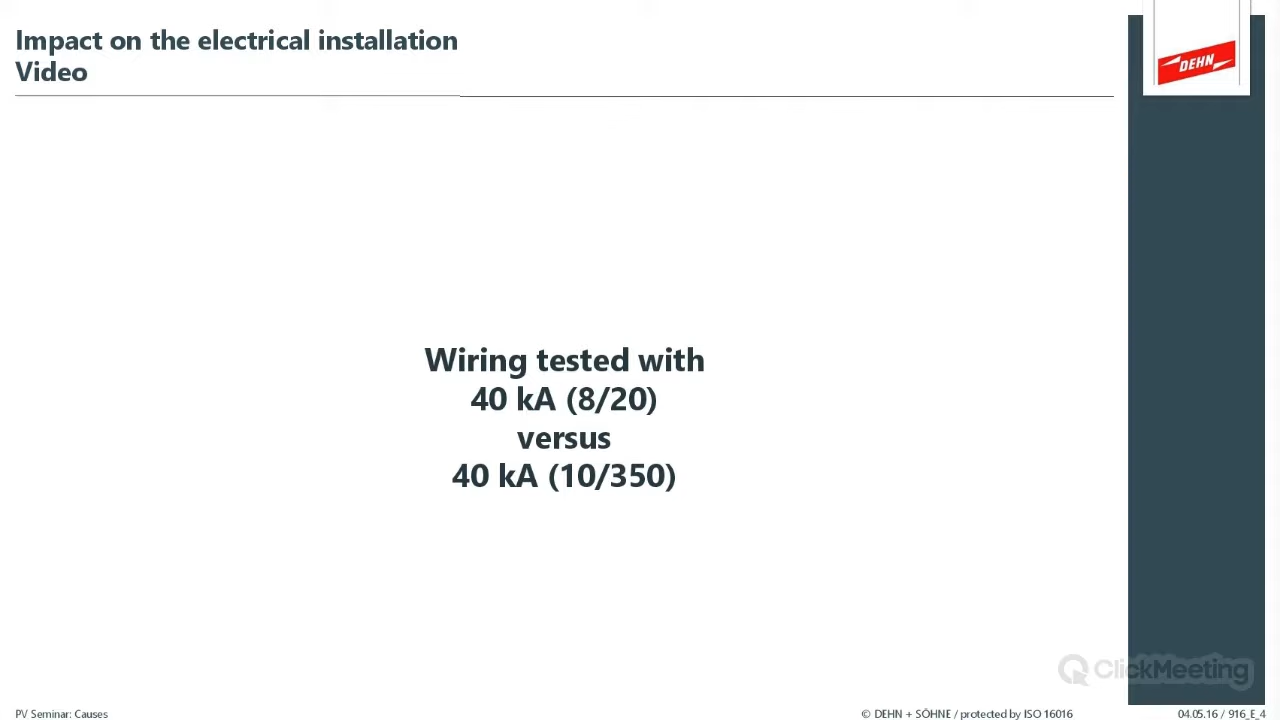 Impact on the electrical installation
Video
DEHN
Wiring tested with
40 kA (8/20)
versus
40 kA (10/350)
ClickMeeting
PV Seminar: Causes
© DEHN + SÖHNE / protected by ISO 16016
04.05.16 / 916_E_4